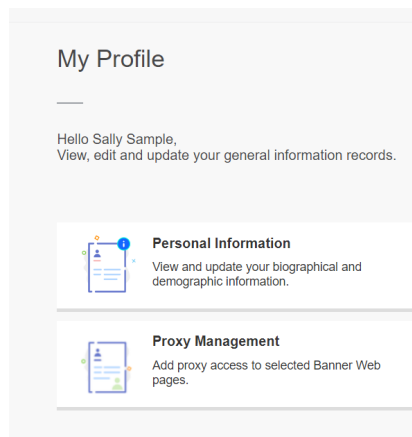 My Profile
Hello Sally Sample,
View, edit and update your general information records.
Personal Information
View and update your biographical and
demographic information.
Proxy Management
Add proxy access to selected Banner Web
pages.